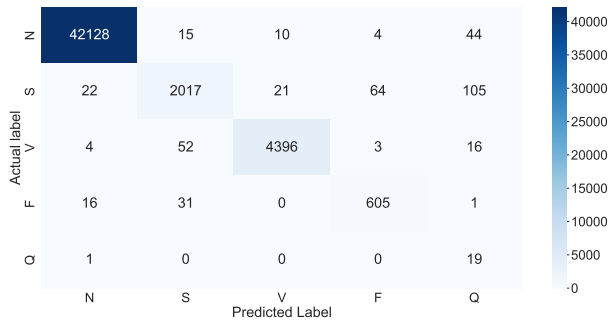 N 42128 15 10 4 44
S 22 2017 21 64 105
V 4 52 4396 3 16
F 16 31 0 605 1
Q 1 0 0 0 19
N S V F Q
Predicted Label
Actual label
40000
35000
30000
25000
20000
15000
10000
5000
0